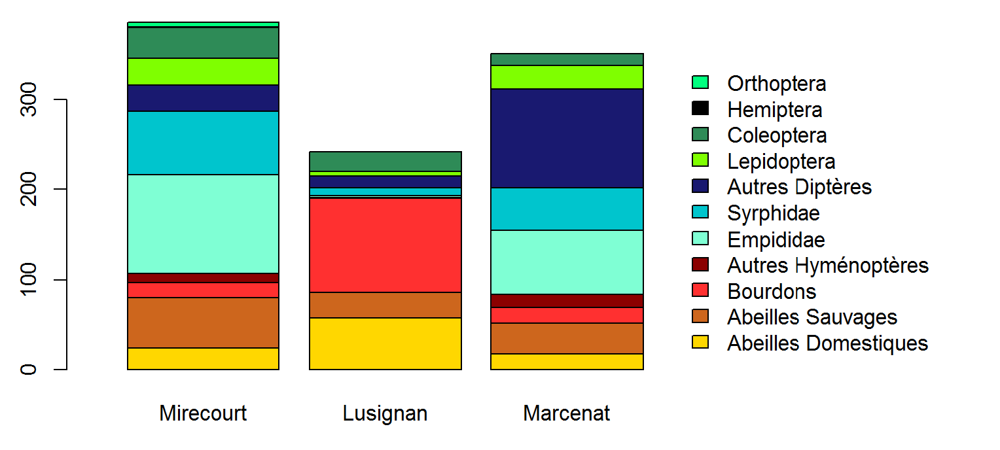 300
200
100
0
Mirecourt
Lusignan
Marcenat
Orthoptera
Hemiptera
Coleoptera
Lepidoptera
Autres Diptères
Syrphidae
Empididae
Autres Hyménoptères
Bourdons
Abeilles Sauvages
Abeilles Domestiques